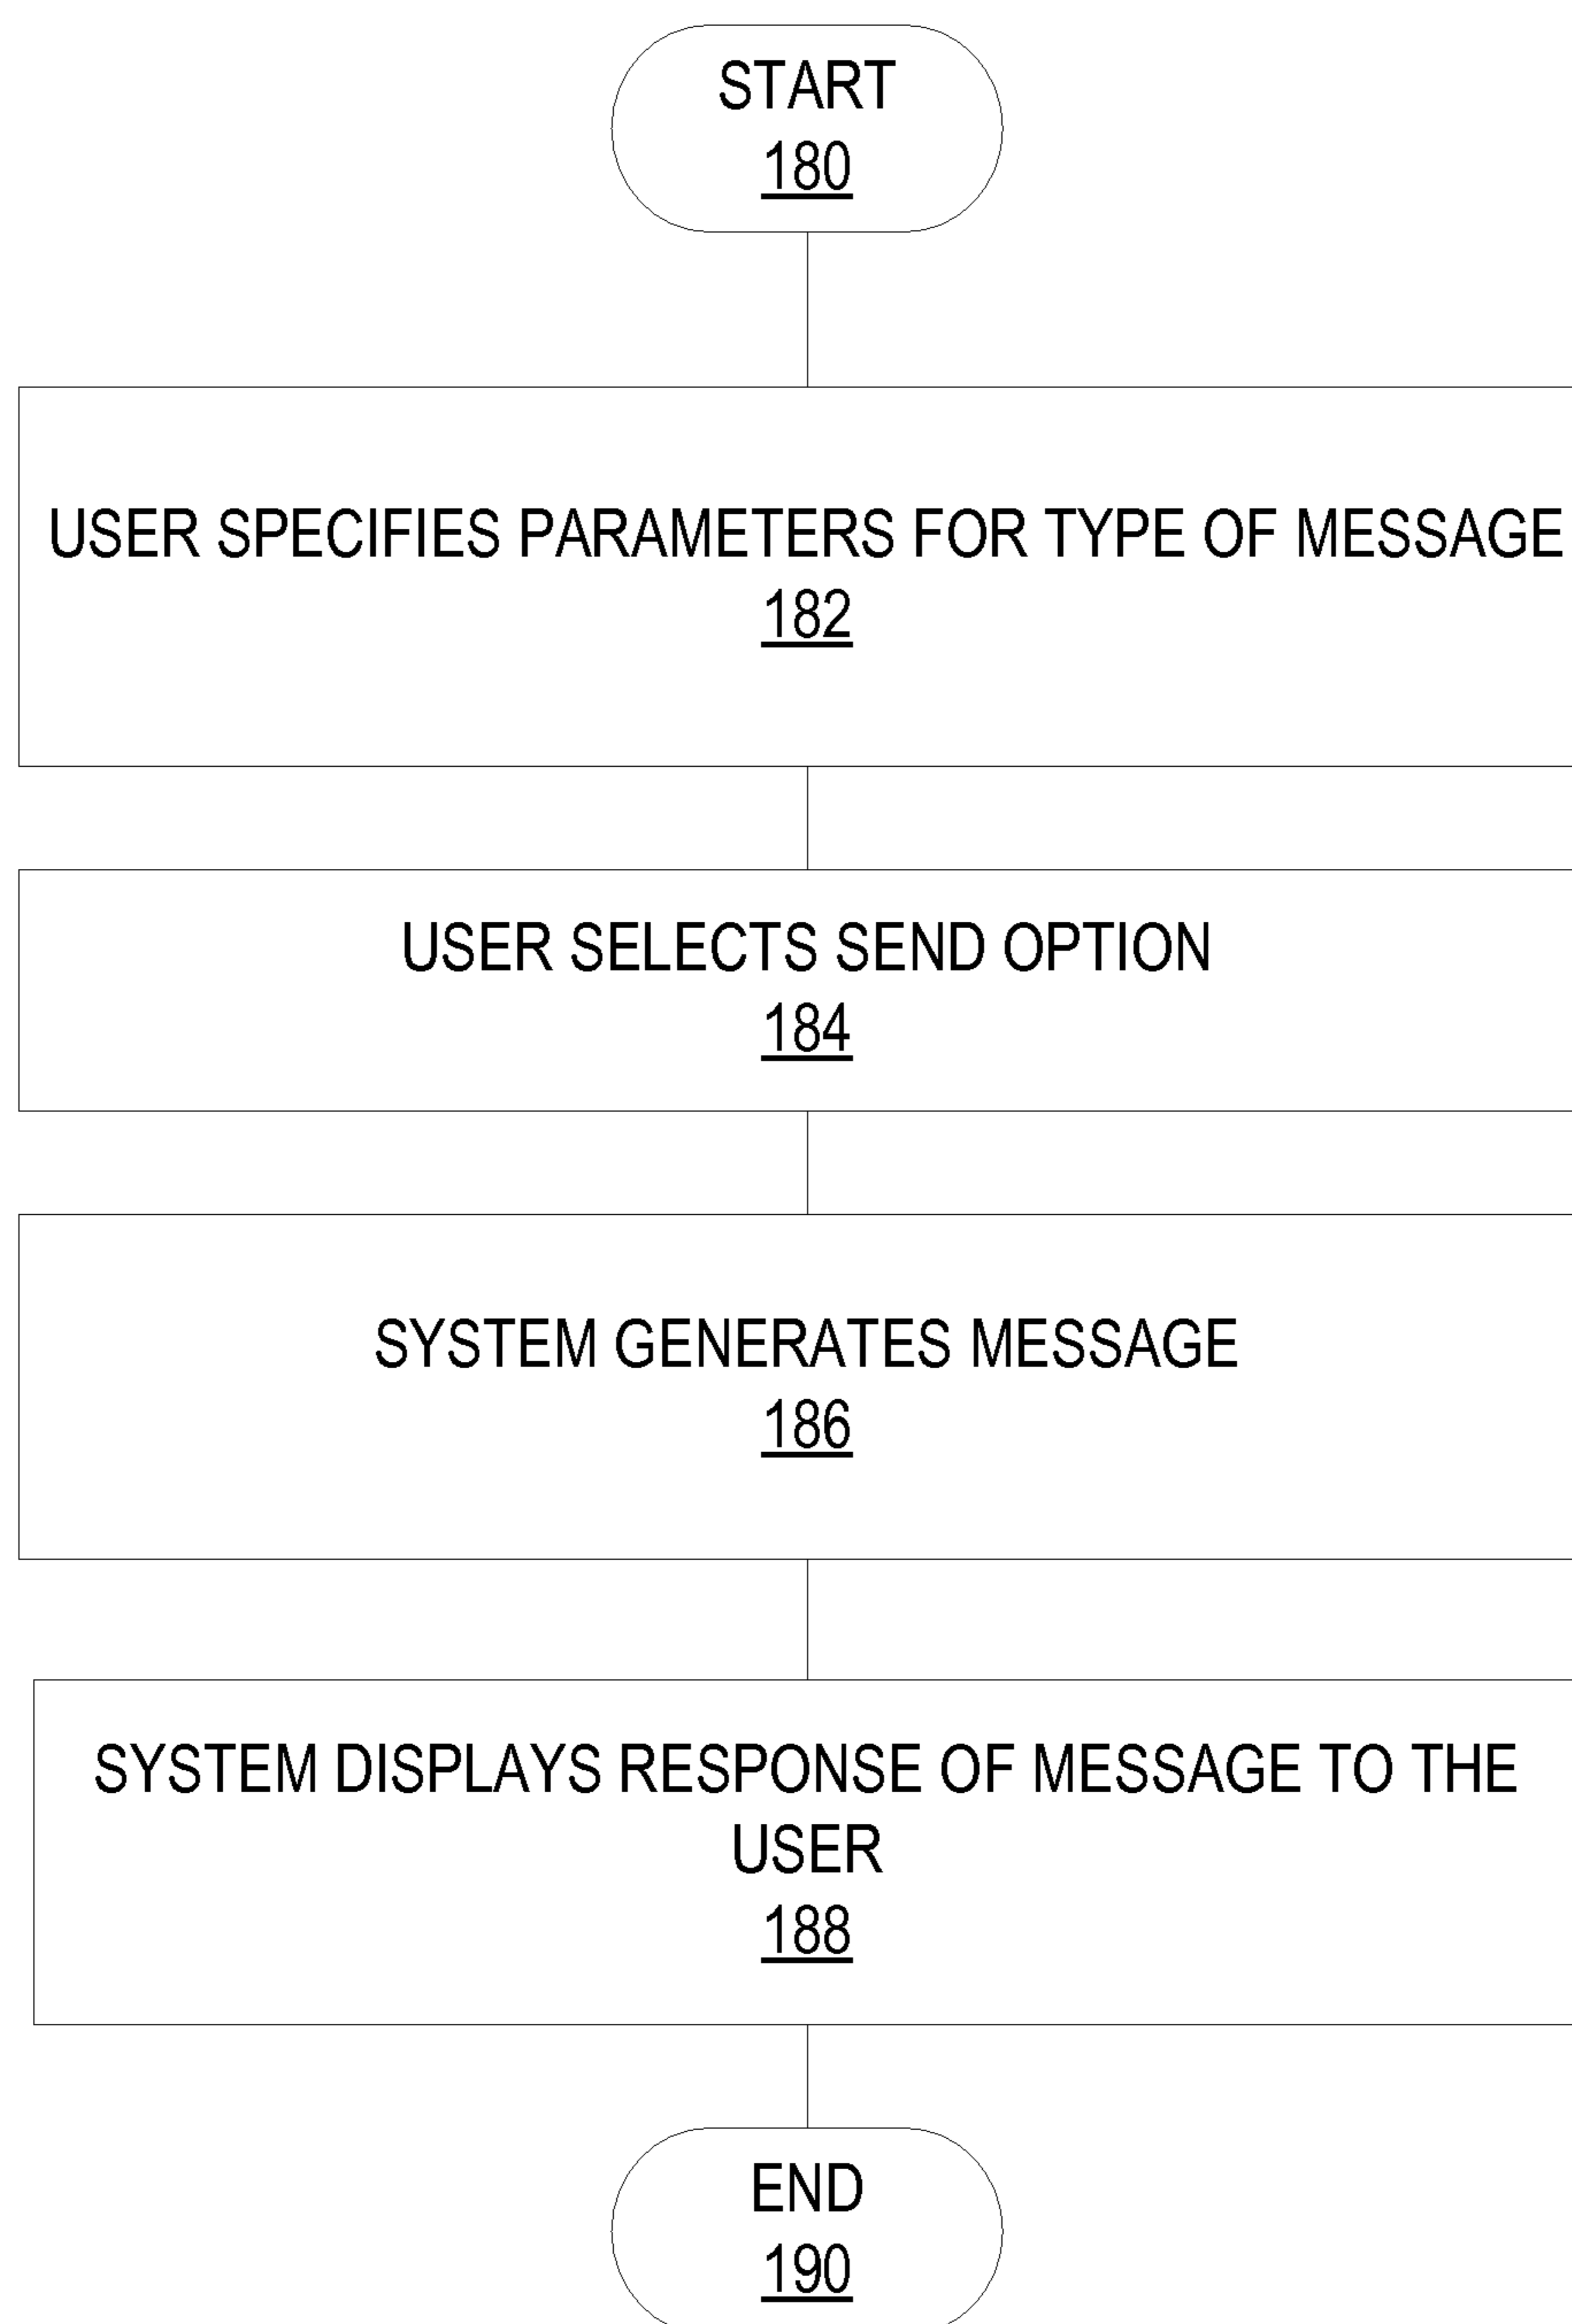 START
180
USER SPECIFIES PARAMETERS FOR TYPE OF MESSAGE
182
USER SELECTS SEND OPTION
184
SYSTEM GENERATES MESSAGE
186
SYSTEM DISPLAYS RESPONSE OF MESSAGE TO THE
USER
188
END
190